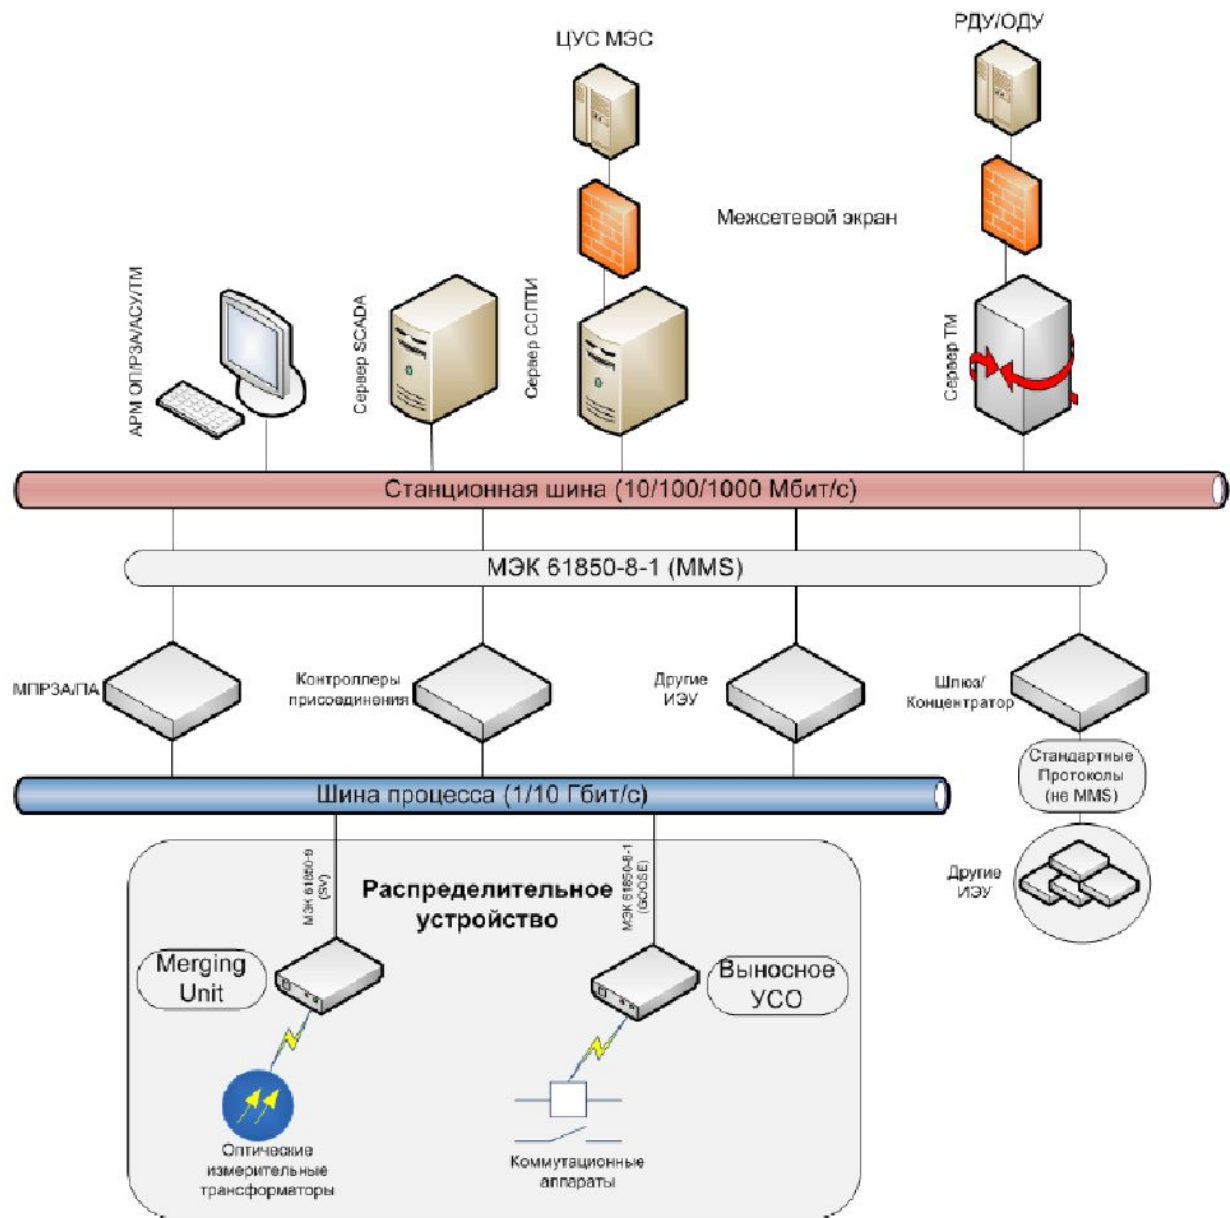 ЦУС МЭС
РДУ/ОДУ
Межсетевой экран
АРМ ОП/РЗА/АСУ/ТМ
Сервер SCADA
Сервер ССПТИ
Сервер ТМ
Станционная шина (10/100/1000 Мбит/с)
МЭК 61850-8-1 (MMS)
МПРЗА/ПА
Контроллеры
присоединения
Другие
ИЭУ
Шлюз/
Концентратор
Стандартные
Протоколы
(не MMS)
Шина процесса (1/10 Гбит/с)
Другие
ИЭУ
МЭК 61850-9
(SV)
МЭК 61850-8-1
(GOOSE)
Распределительное
устройство
Merging
Unit
Выносное
УСО
Оптические
измерительные
трансформаторы
Коммутационные
аппараты